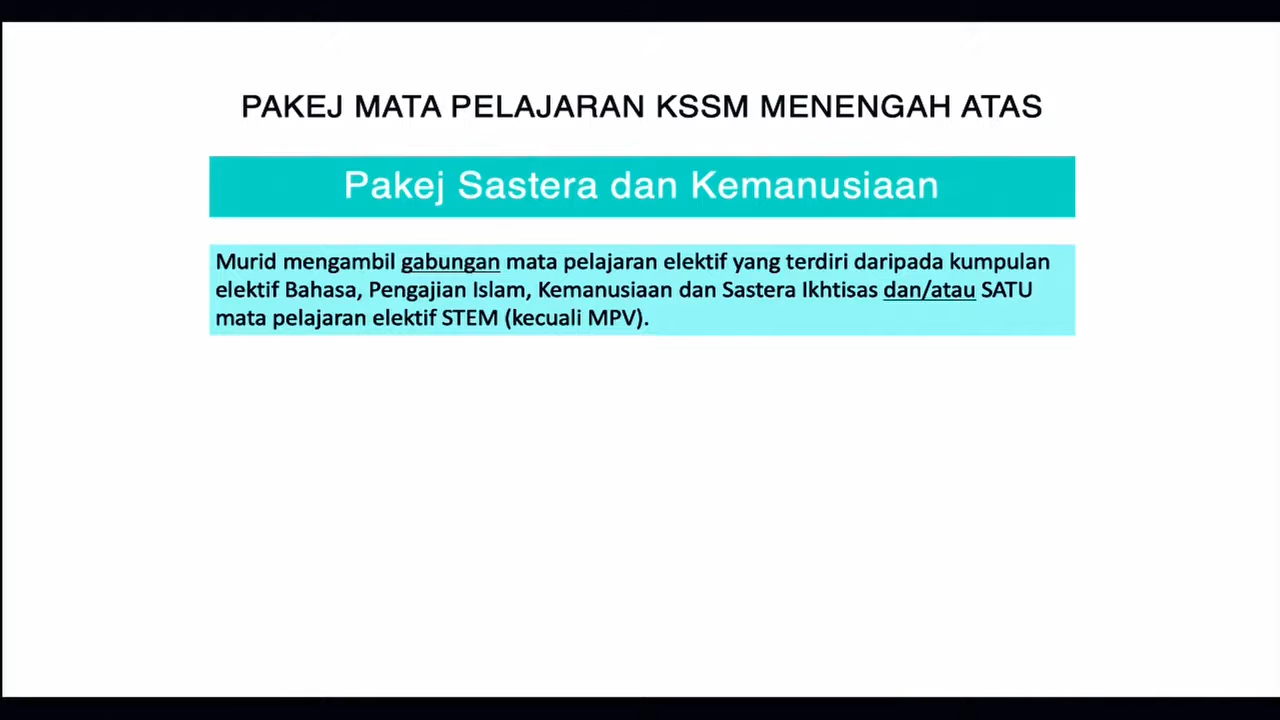 PAKEJ MATA PELAJARAN KSSM MENENGAH ATAS
Pakej Sastera dan Kemanusiaan
Murid mengambil gabungan mata pelajaran elektif yang terdiri daripada kumpulan
elektif Bahasa, Pengajian Islam, Kemanusiaan dan Sastera Ikhtisas dan/atau SATU
mata pelajaran elektif STEM (kecuali MPV).